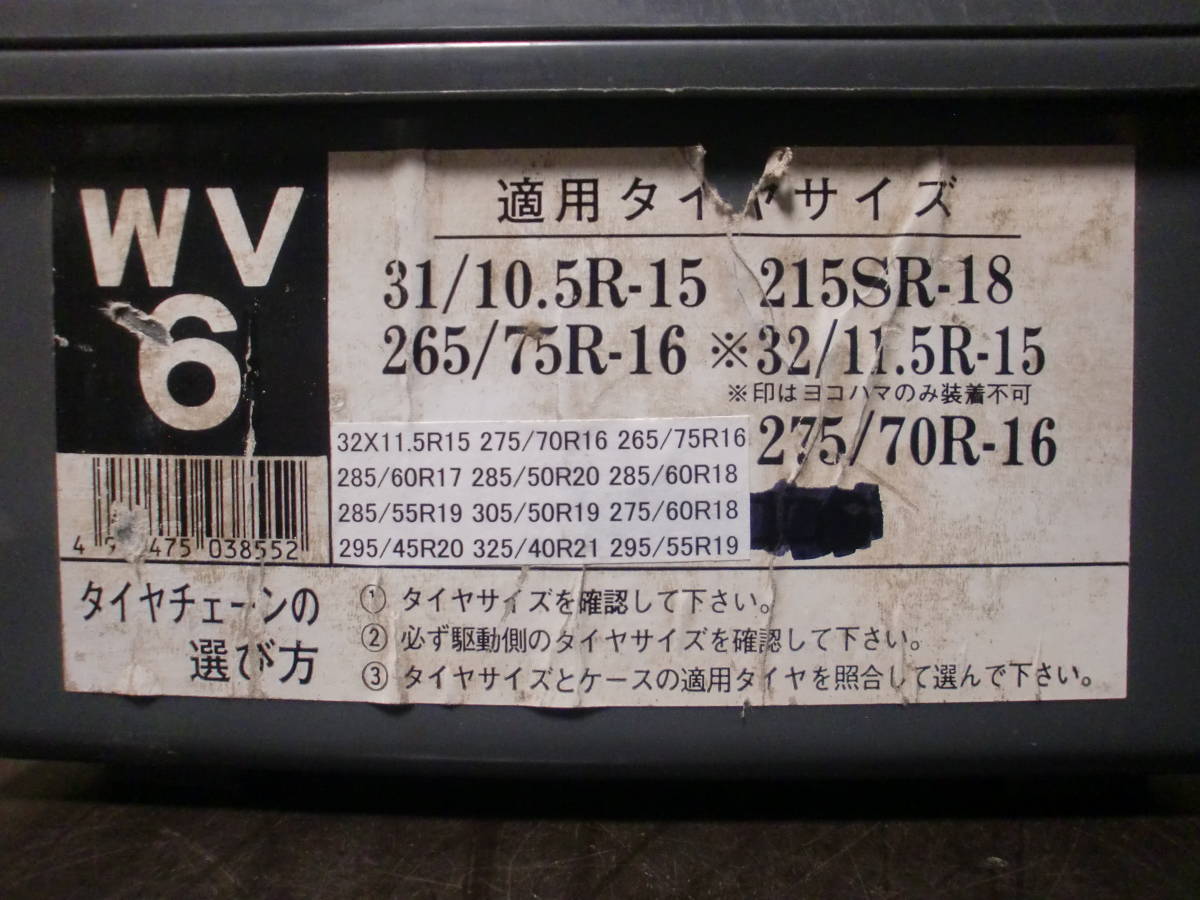 WV
6
適用タイヤサイズ
31/10.5R-15 215SR-18
265/75R-16 ※32/11.5R-15
※印はヨコハマのみ装着不可
275/70R-16
32X11.5R15 275/70R16 265/75R16
285/60R17 285/50R20 285/60R18
285/55R19 305/50R19 275/60R18
295/45R20 325/40R21 295/55R19
475 038552
タイヤチェーンの
選び方
① タイヤサイズを確認して下さい。
② 必ず駆動側のタイヤサイズを確認して下さい。
③ タイヤサイズとケースの適用タイヤを照合して選んで下さい。